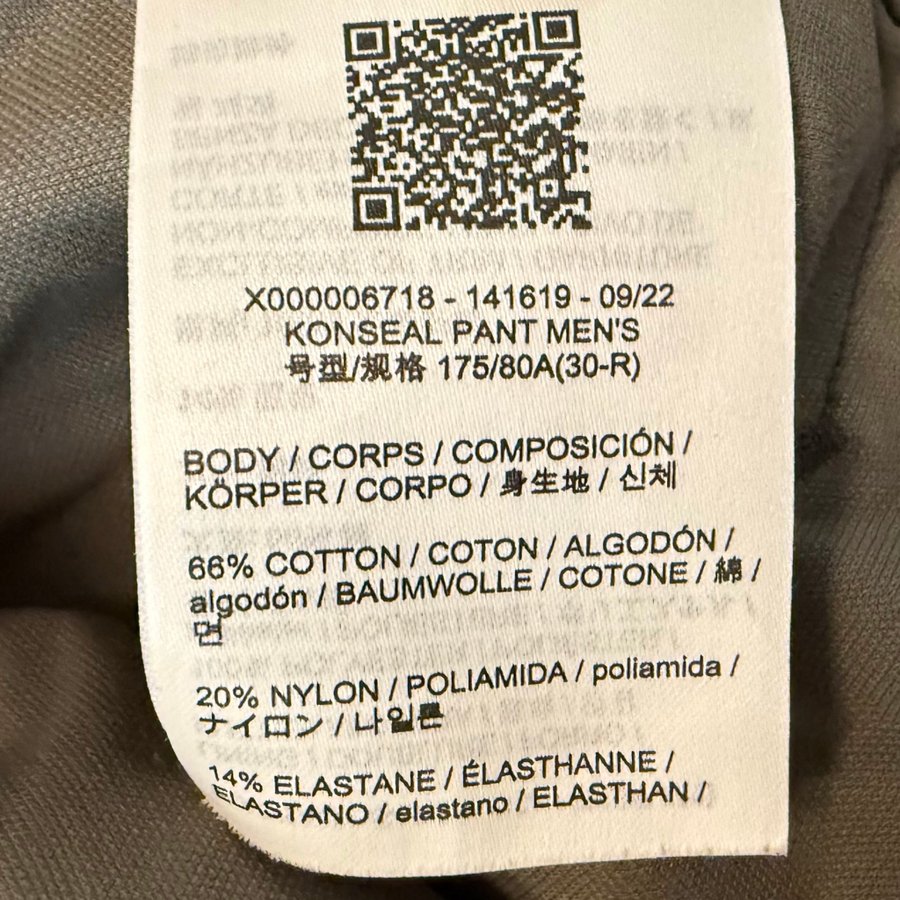 X000006718 - 141619 - 09/22
KONSEAL PANT MEN'S
号型/规格 175/80A(30-R)
BODY / CORPS / COMPOSICIÓN /
KÖRPER / CORPO / 身生地 / 신체
66% COTTON / COTON / ALGODÓN /
algodón / BAUMWOLLE / COTONE / 綿 /
면
20% NYLON / POLIAMIDA / poliamida /
ナイロン / 나일론
14% ELASTANE / ÉLASTHANNE /
ELASTANO / elastano / ELASTHAN /